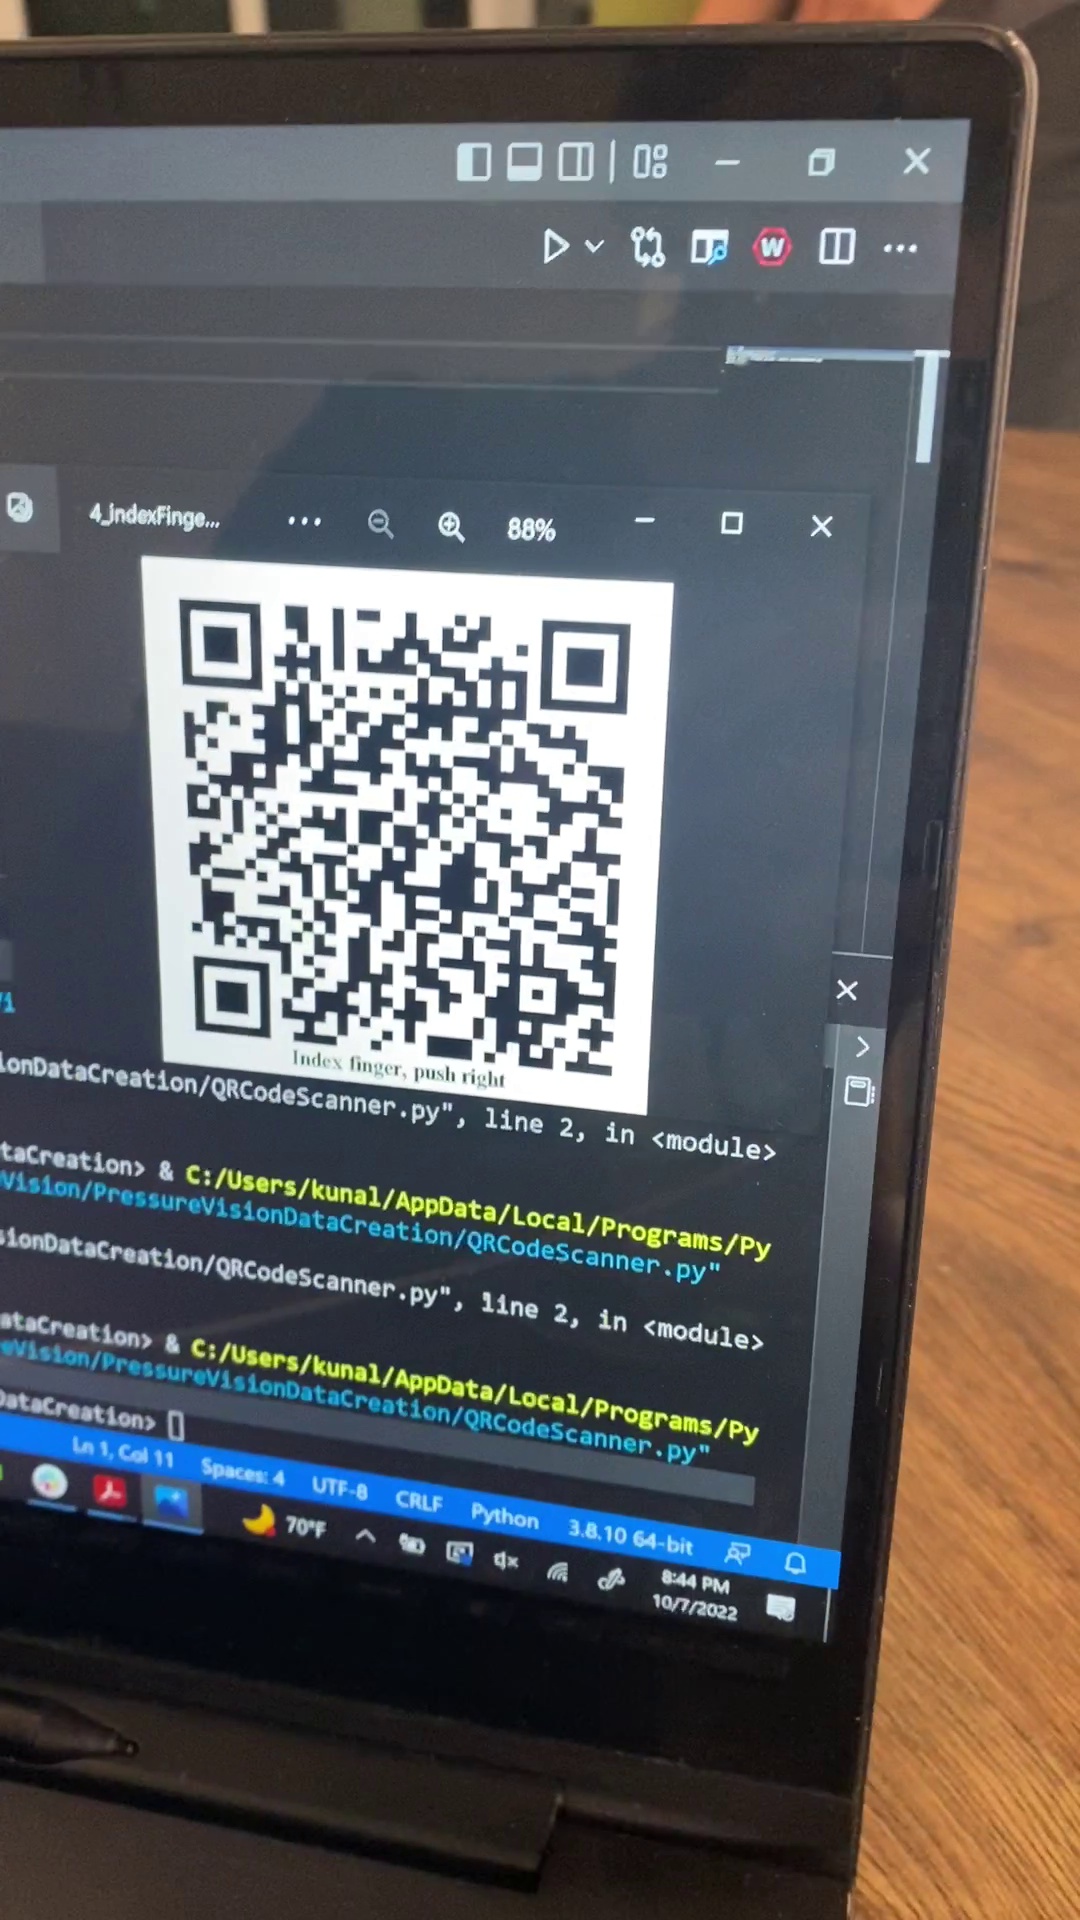 W
4_indexFinge...
88%
Index finger, push right
ionDataCreation/QRCodeScanner.py", line 2, in <module>
taCreation> & C:/Users/kunal/AppData/Local/Programs/Py
Vision/PressureVisionDataCreation/QRCodeScanner.py"
sionDataCreation/QRCodeScanner.py", line 2, in <module>
ataCreation> & C:/Users/kunal/AppData/Local/Programs/Py
eVision/PressureVisionDataCreation/QRCodeScanner.py"
DataCreation>
Ln 1, Col 11 Spaces: 4 UTF-8 CRLF Python 3.8.10 64-bit
70°F
8:44 PM
10/7/2022